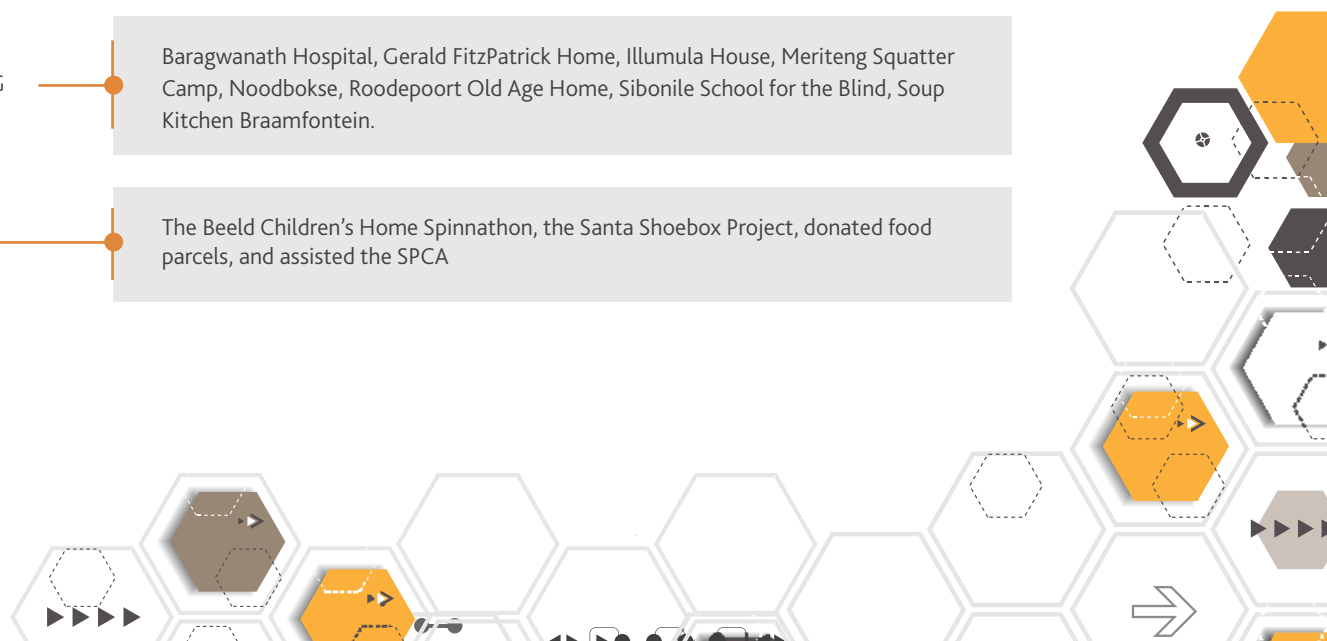 Baragwanath Hospital, Gerald FitzPatrick Home, Illumula House, Meriteng Squatter
Camp, Noodbokse, Roodepoort Old Age Home, Sibonile School for the Blind, Soup
Kitchen Braamfontein.
The Beeld Children’s Home Spinnathon, the Santa Shoebox Project, donated food
parcels, and assisted the SPCA